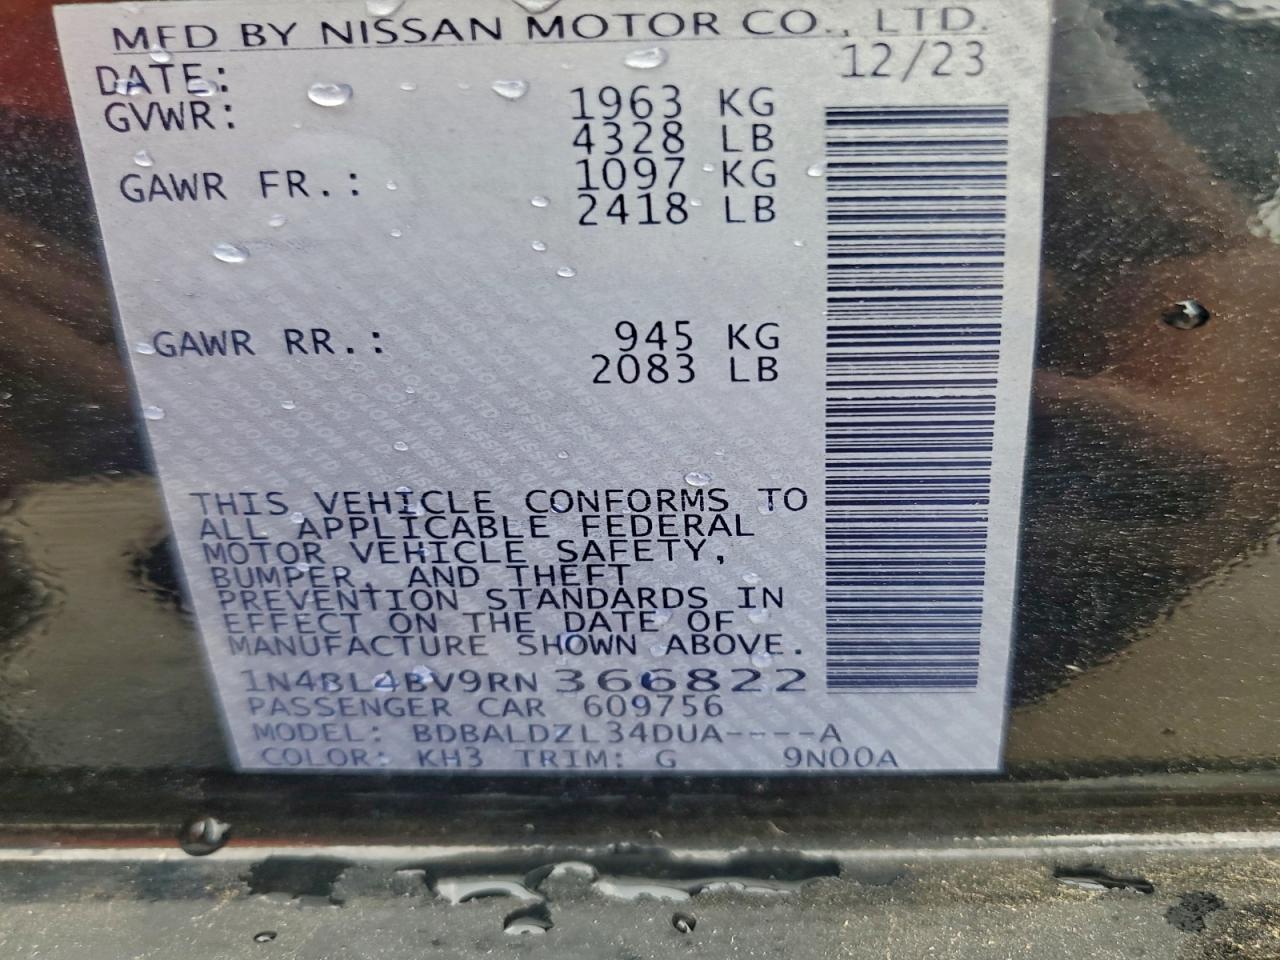 MFD BY NISSAN MOTOR CO., LTD.
DATE: 12/23
GVWR: 1963 KG
4328 LB
GAWR FR.: 1097 KG
2418 LB
GAWR RR.: 945 KG
2083 LB
THIS VEHICLE CONFORMS TO
ALL APPLICABLE FEDERAL
MOTOR VEHICLE SAFETY,
BUMPER, AND THEFT
PREVENTION STANDARDS IN
EFFECT ON THE DATE OF
MANUFACTURE SHOWN ABOVE.
1N4BL4BV9RN366822
PASSENGER CAR 609756
MODEL: BDBALDZL34DUA----A
COLOR: KH3 TRIM: G 9N00A